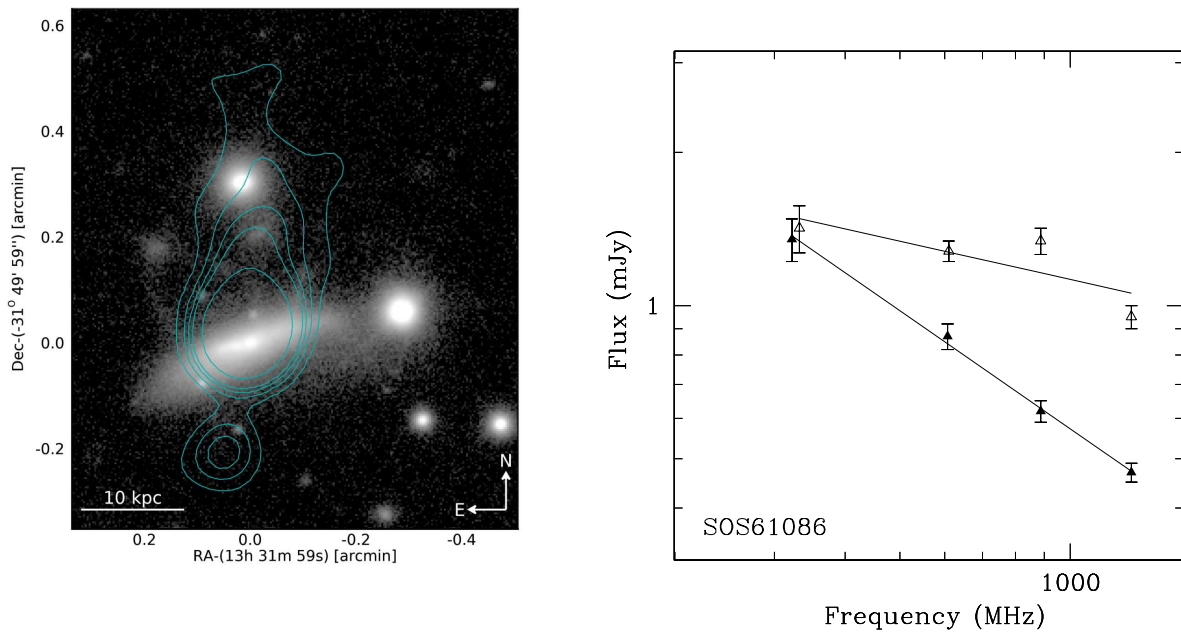 0.6
0.4
0.2
0.0
-0.2
Dec-(-31° 49' 59'') [arcmin]
10 kpc
N
E
0.2 0.0 -0.2 -0.4
RA-(13h 31m 59s) [arcmin]
Flux (mJy)
1
SOS61086
1000
Frequency (MHz)